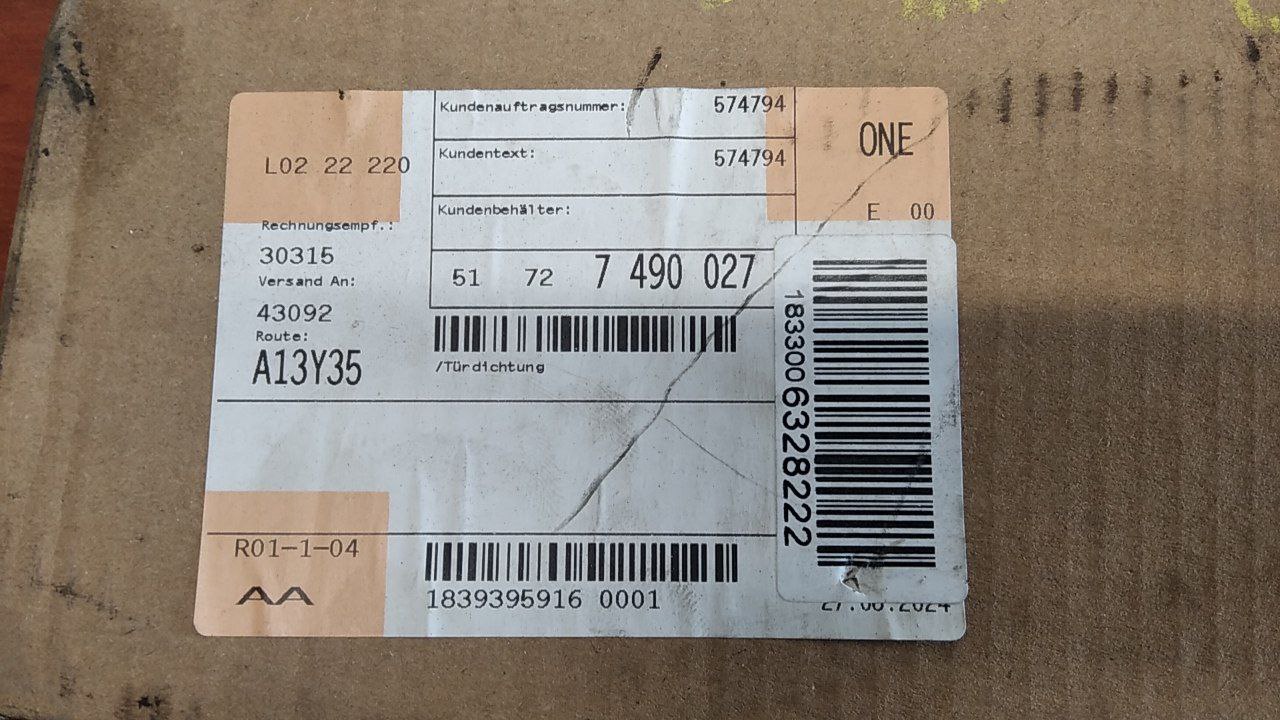 L02 22 220
Kundenauftragsnummer: 574794
Kundentext: 574794
Kundenbehälter:
ONE
E 00
Rechnungsempf.:
30315
Versand An:
43092
Route:
A13Y35
51 72 7 490 027
/Türdichtung
1833006328222
R01-1-04
AA
1839395916 0001